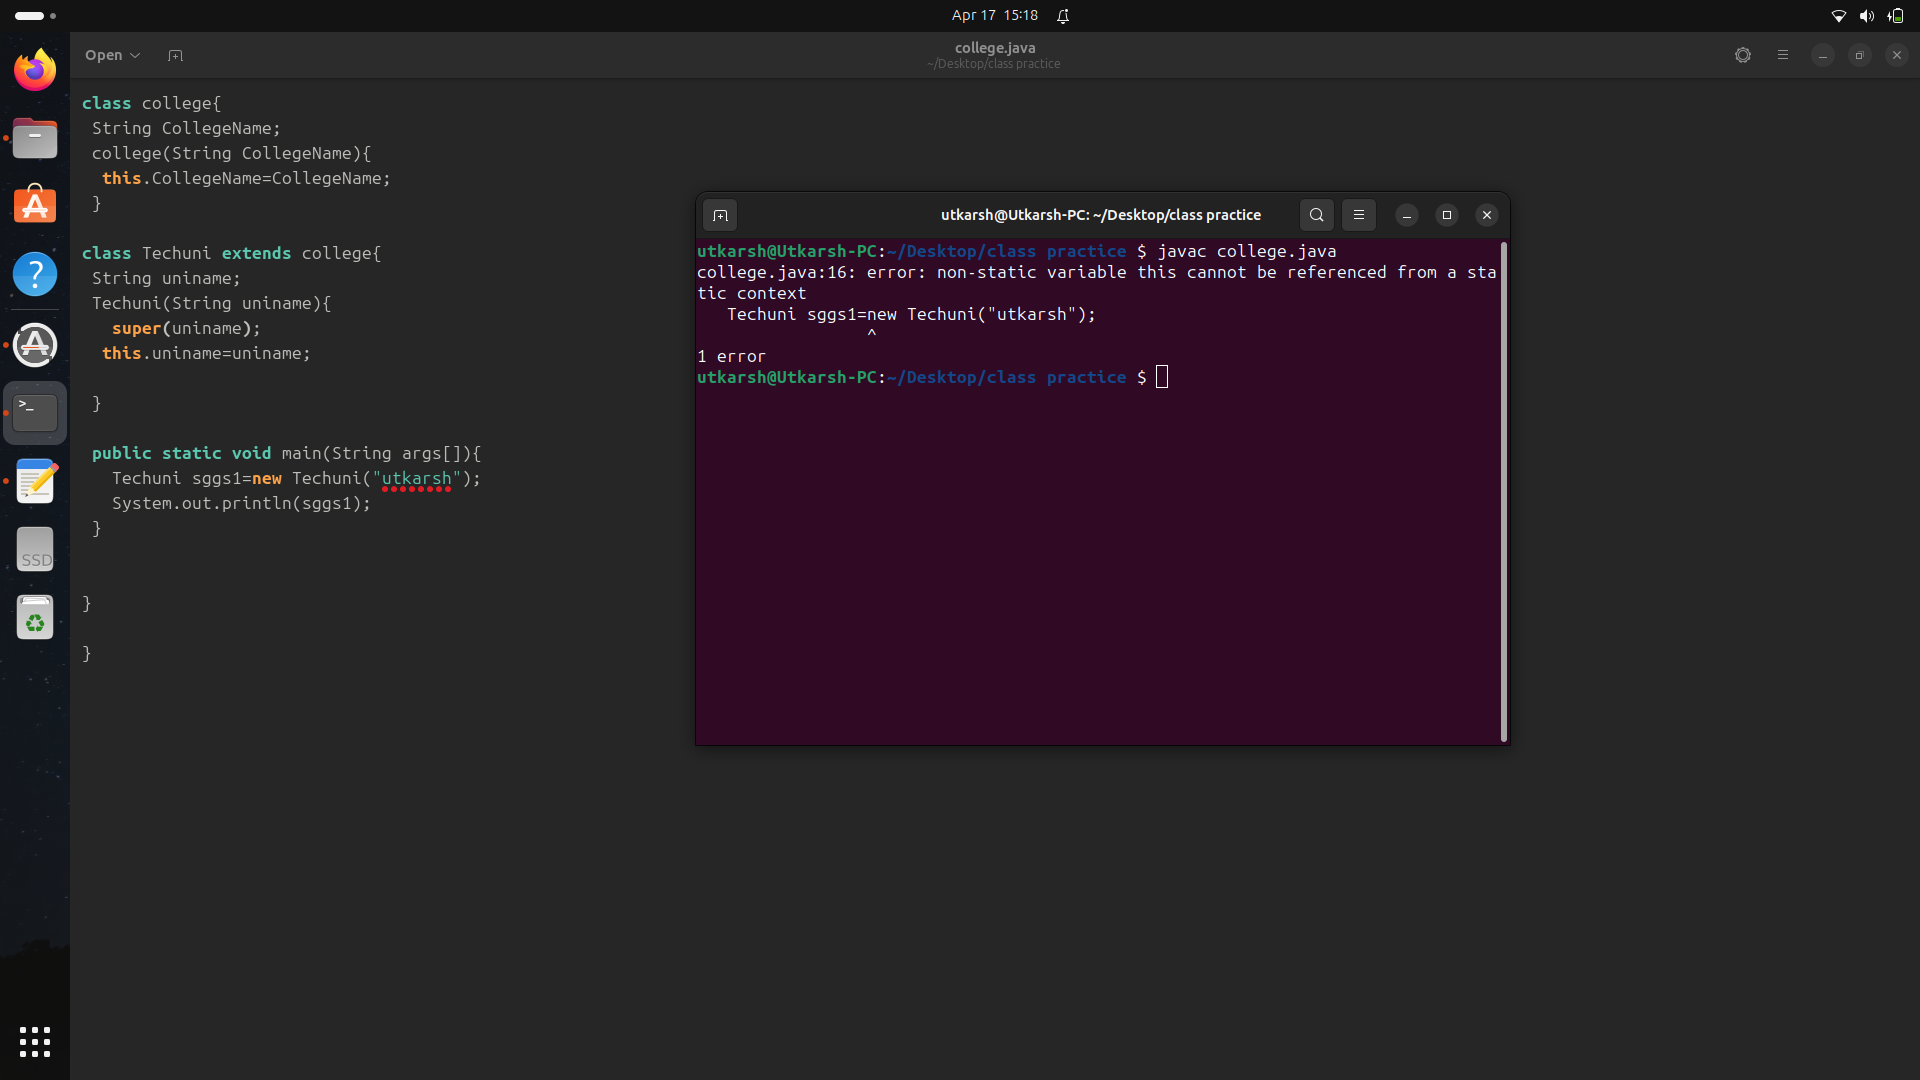 Apr 17 15:18
Open
college.java
~/Desktop/class practice
class college{
 String CollegeName;
 college(String CollegeName){
  this.CollegeName=CollegeName;
 }

class Techuni extends college{
 String uniname;
 Techuni(String uniname){
   super(uniname);
  this.uniname=uniname;

 }

 public static void main(String args[]){
   Techuni sggs1=new Techuni("utkarsh");
   System.out.println(sggs1);
 }


}

}
utkarsh@Utkarsh-PC: ~/Desktop/class practice
utkarsh@Utkarsh-PC:~/Desktop/class practice $ javac college.java
college.java:16: error: non-static variable this cannot be referenced from a sta
tic context
   Techuni sggs1=new Techuni("utkarsh");
                 ^
1 error
utkarsh@Utkarsh-PC:~/Desktop/class practice $
>_
SSD